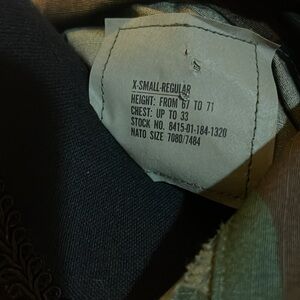 X-SMALL-REGULAR
HEIGHT: FROM 67 TO 71
CHEST: UP TO 33
STOCK NO. 8415-01-184-1320
NATO SIZE 7080/7484